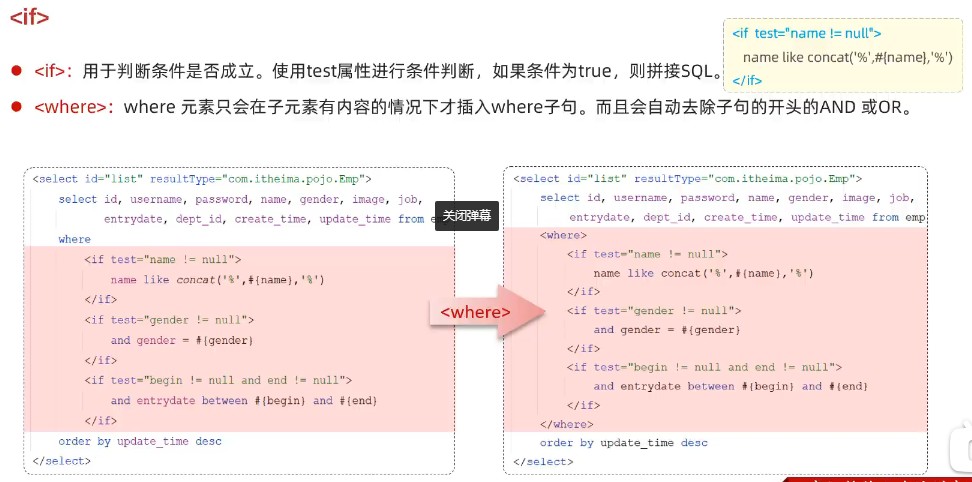 <if>
<if>：用于判断条件是否成立。使用test属性进行条件判断，如果条件为true，则拼接SQL。
<if test="name != null">
name like concat('%',#{name},'%')
</if>
<where>：where 元素只会在子元素有内容的情况下才插入where子句。而且会自动去除子句的开头的AND 或OR。
<select id="list" resultType="com.itheima.pojo.Emp">
select id, username, password, name, gender, image, job,
entrydate, dept_id, create_time, update_time from
where
<if test="name != null">
name like concat('%',#{name},'%')
</if>
<if test="gender != null">
and gender = #{gender}
</if>
<if test="begin != null and end != null">
and entrydate between #{begin} and #{end}
</if>
order by update_time desc
</select>
关闭弹幕
<where>
<select id="list" resultType="com.itheima.pojo.Emp">
select id, username, password, name, gender, image, job,
entrydate, dept_id, create_time, update_time from emp
<where>
<if test="name != null">
name like concat('%',#{name},'%')
</if>
<if test="gender != null">
and gender = #{gender}
</if>
<if test="begin != null and end != null">
and entrydate between #{begin} and #{end}
</if>
</where>
order by update_time desc
</select>